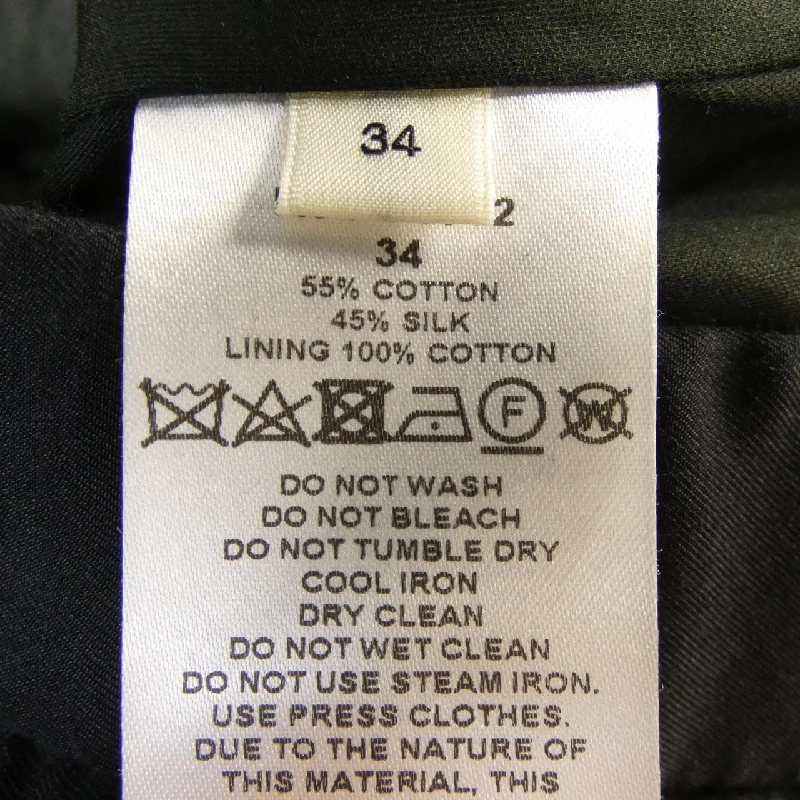 34
2
34
55% COTTON
45% SILK
LINING 100% COTTON
F W
DO NOT WASH
DO NOT BLEACH
DO NOT TUMBLE DRY
COOL IRON
DRY CLEAN
DO NOT WET CLEAN
DO NOT USE STEAM IRON.
USE PRESS CLOTHES.
DUE TO THE NATURE OF
THIS MATERIAL, THIS